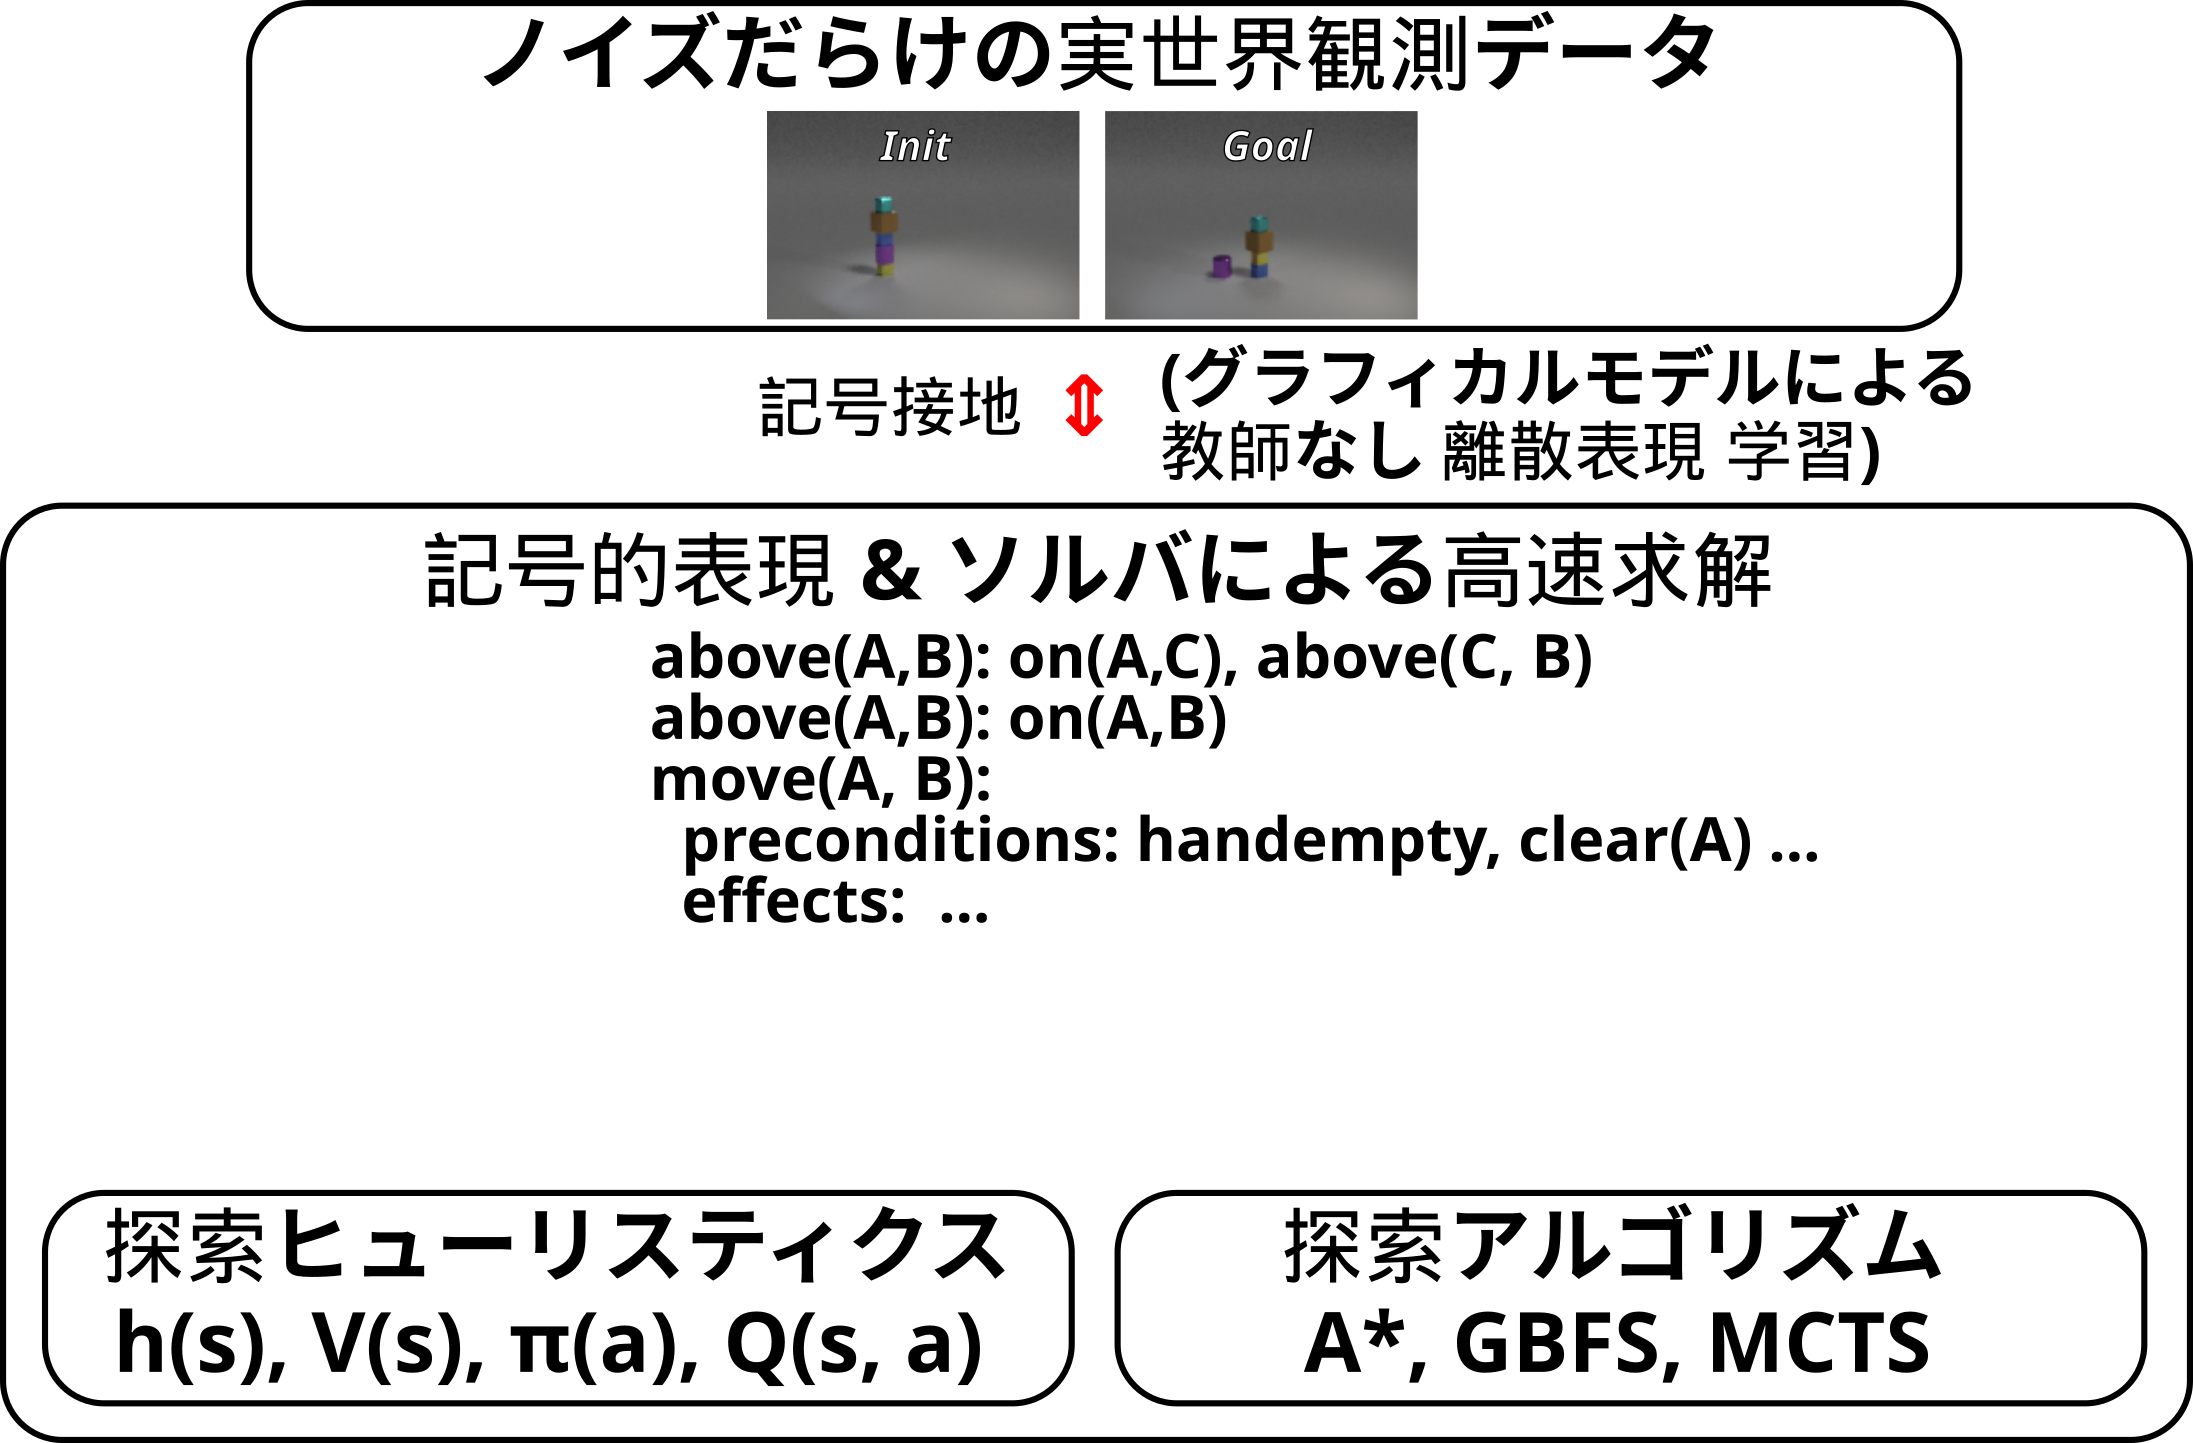 ノイズだらけの実世界観測データ
Init
Goal
記号接地 ⇕
(グラフィカルモデルによる
教師なし 離散表現 学習)
記号的表現 & ソルバによる高速求解
above(A,B): on(A,C), above(C, B)
above(A,B): on(A,B)
move(A, B):
preconditions: handempty, clear(A) ...
effects: ...
探索ヒューリスティクス
h(s), V(s), π(a), Q(s, a)
探索アルゴリズム
A*, GBFS, MCTS